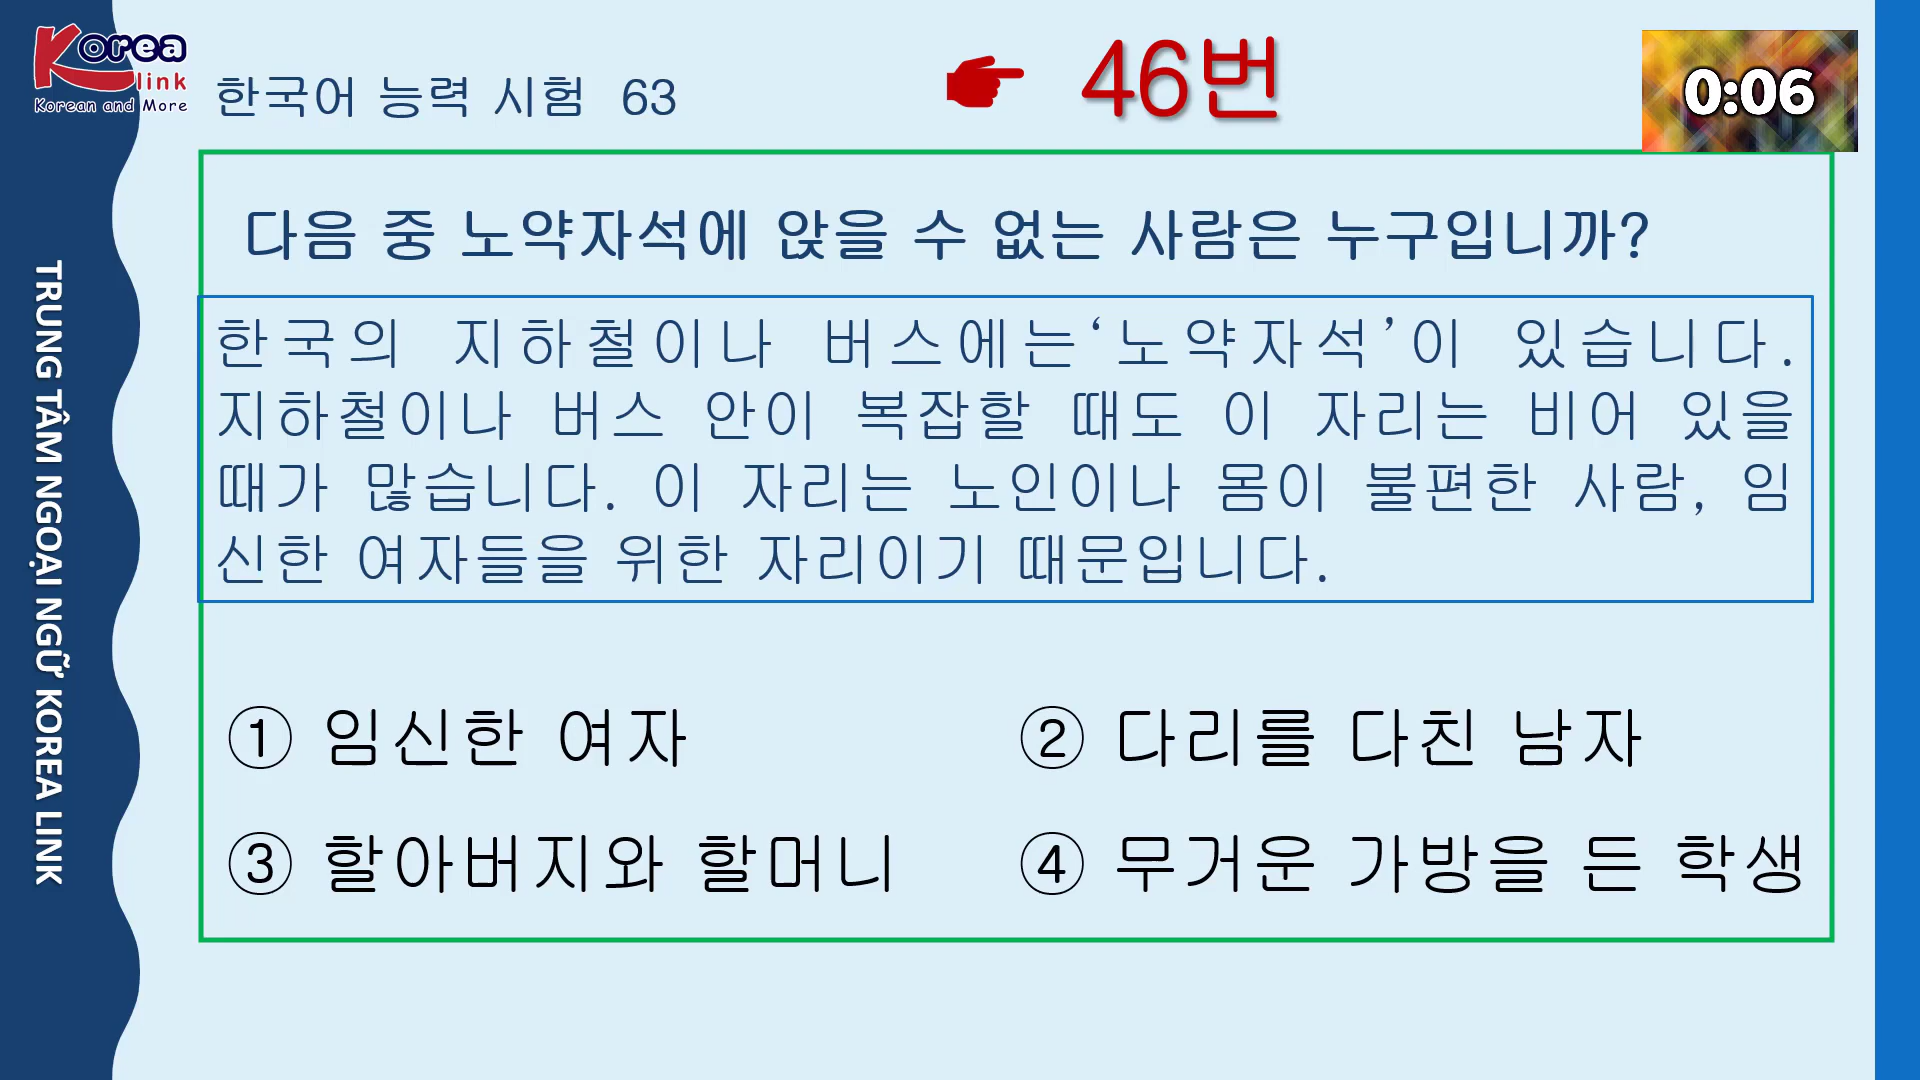 Korea
link
Korean and More
한국어 능력 시험 63
46번
0:06
다음 중 노약자석에 앉을 수 없는 사람은 누구입니까?
한국의 지하철이나 버스에는‘노약자석’이 있습니다.
지하철이나 버스 안이 복잡할 때도 이 자리는 비어 있을
때가 많습니다. 이 자리는 노인이나 몸이 불편한 사람, 임
신한 여자들을 위한 자리이기 때문입니다.
① 임신한 여자
② 다리를 다친 남자
③ 할아버지와 할머니
④ 무거운 가방을 든 학생
TRUNG TÂM NGOẠI NGỮ KOREA LINK